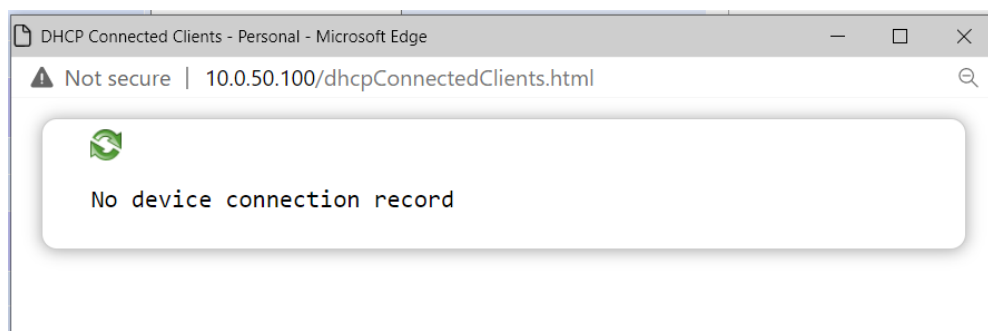 DHCP Connected Clients - Personal - Microsoft Edge
Not secure | 10.0.50.100/dhcpConnectedClients.html
No device connection record